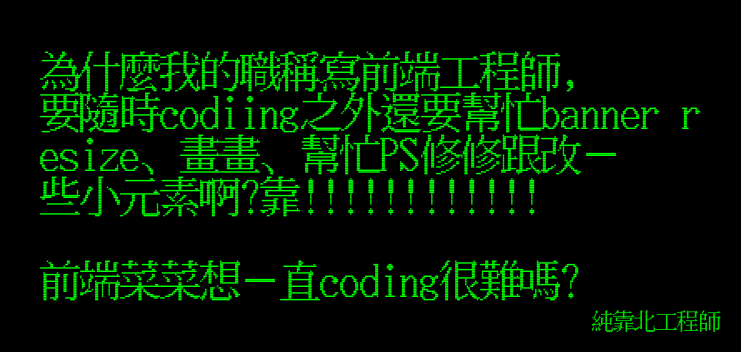 為什麼我的職稱寫前端工程師,
要隨時codiing之外還要幫忙banner r
esize、畫畫、幫忙PS修修跟改一
些小元素啊?靠!!!!!!!!!!!!
前端菜菜想一直coding很難嗎?
純靠北工程師